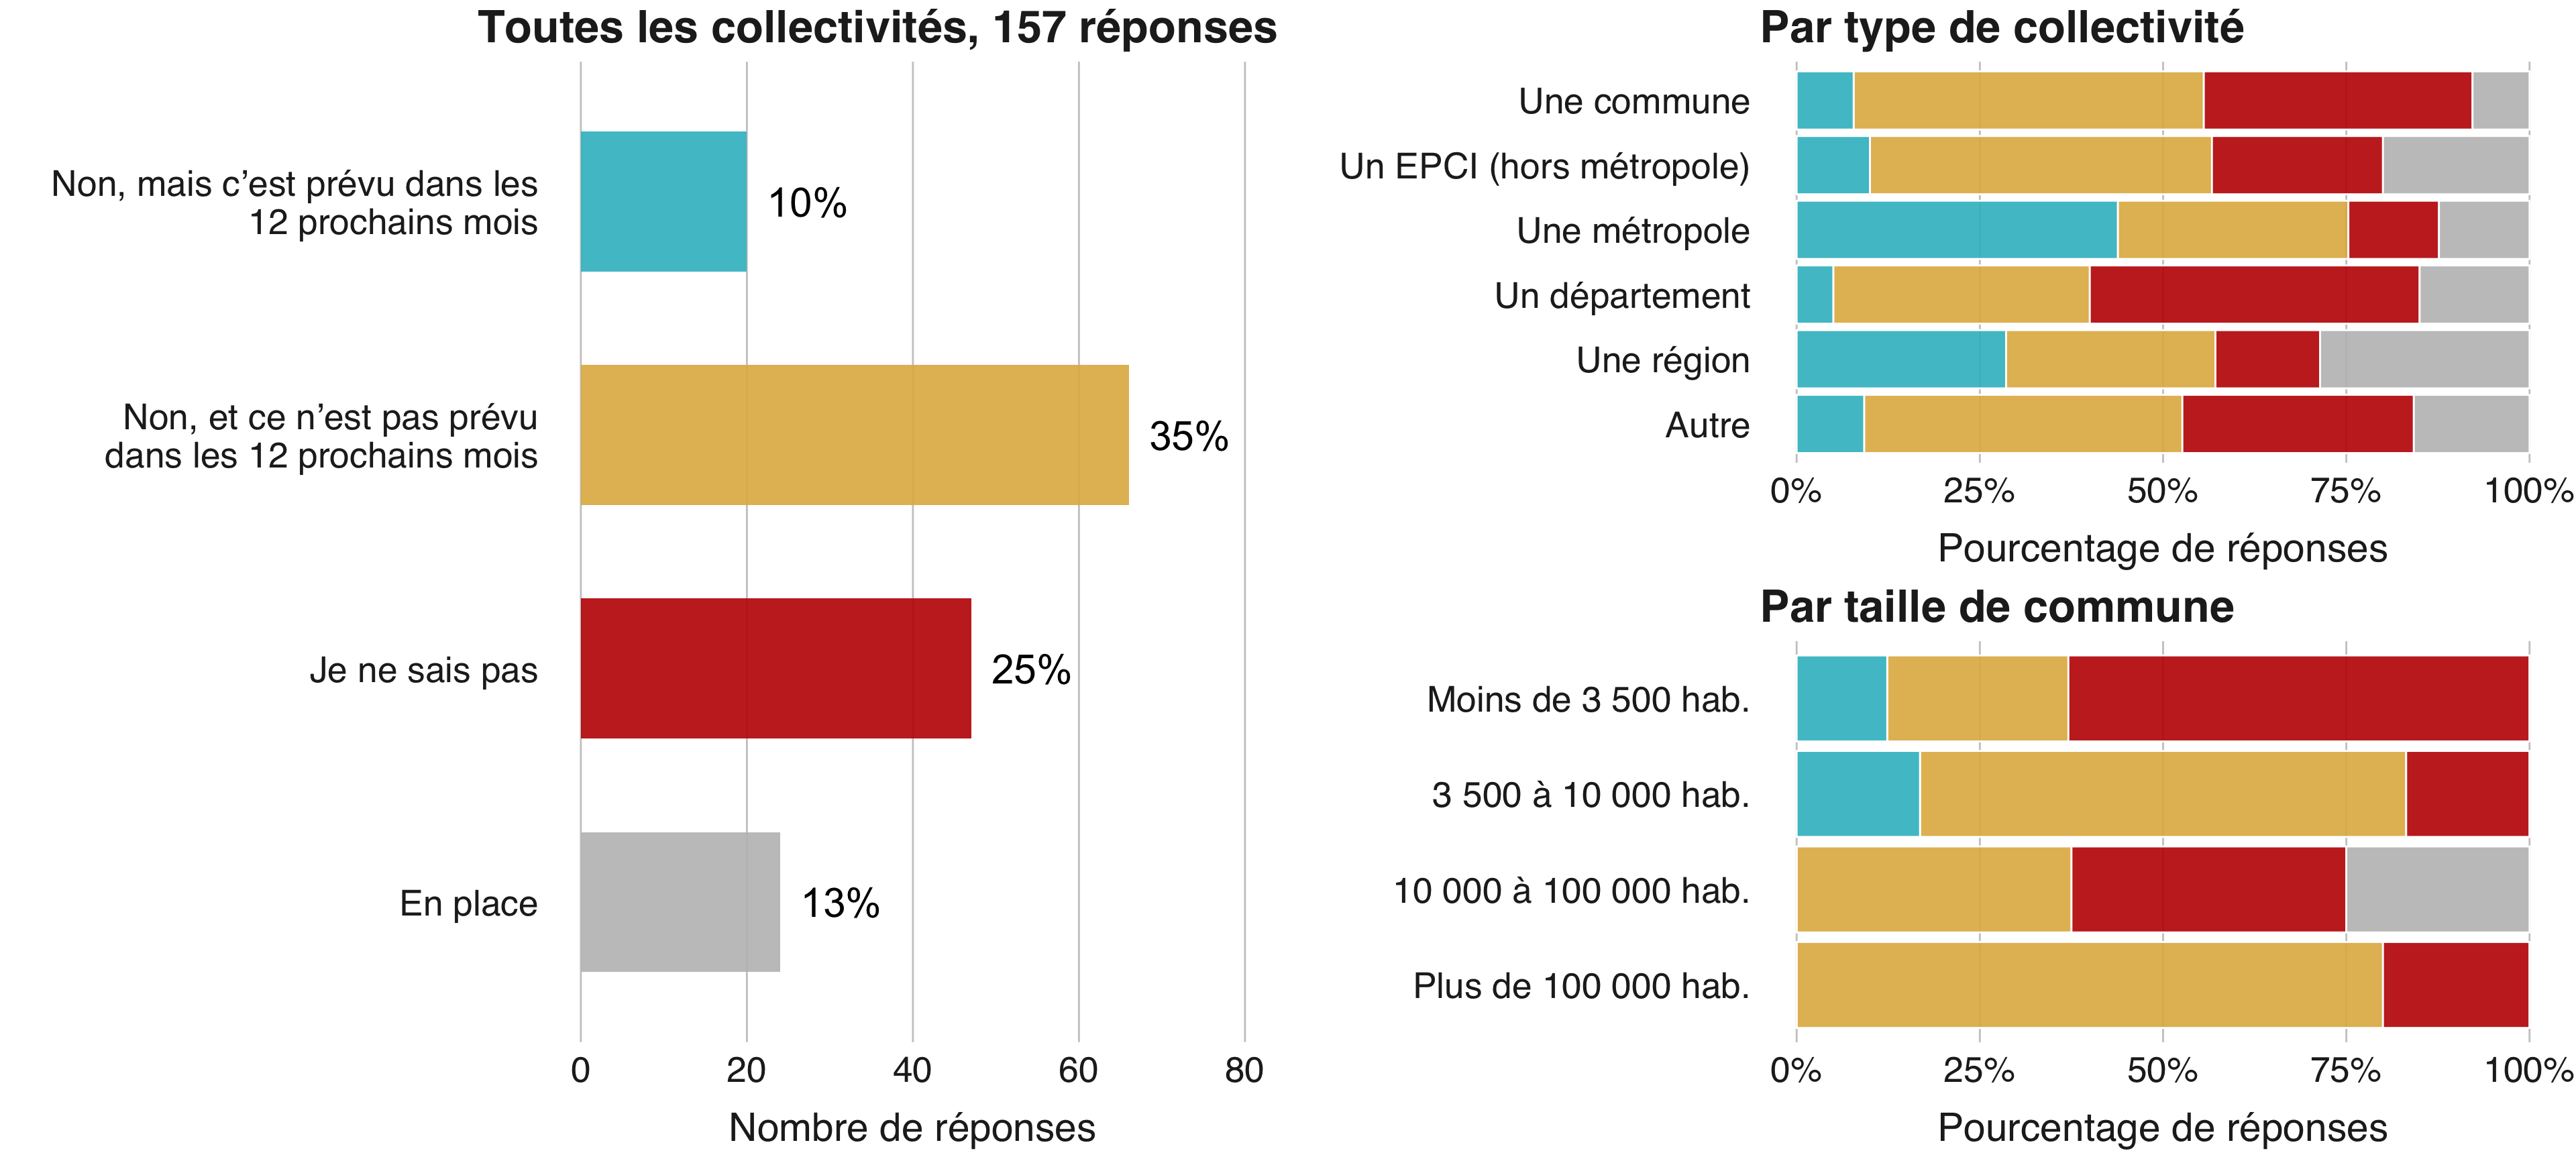 Toutes les collectivités, 157 réponses
Non, mais c’est prévu dans les
12 prochains mois
10%
Non, et ce n’est pas prévu
dans les 12 prochains mois
35%
Je ne sais pas
25%
En place
13%
0 20 40 60 80
Nombre de réponses
Par type de collectivité
Une commune
Un EPCI (hors métropole)
Une métropole
Un département
Une région
Autre
0% 25% 50% 75% 100%
Pourcentage de réponses
Par taille de commune
Moins de 3 500 hab.
3 500 à 10 000 hab.
10 000 à 100 000 hab.
Plus de 100 000 hab.
0% 25% 50% 75% 100%
Pourcentage de réponses